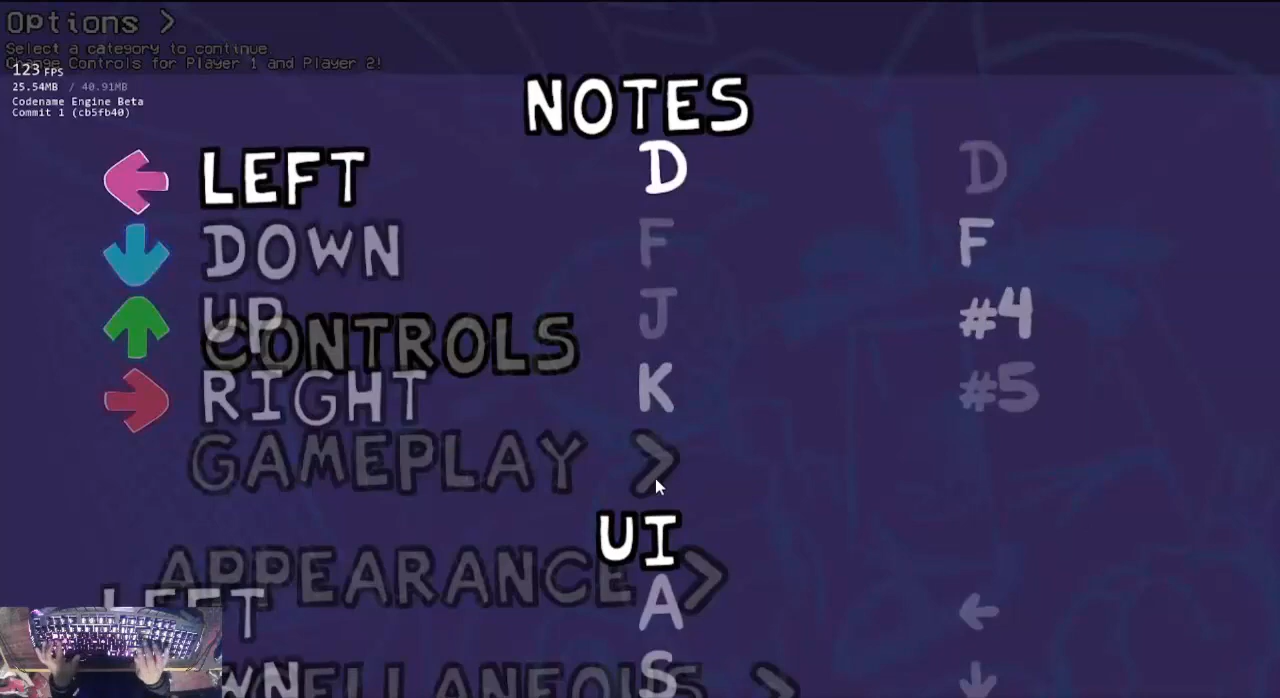 Options >
Select a category to continue
Change Controls for Player 1 and Player 2!
123 FPS
25.54MB / 40.91MB
Codename Engine Beta
Commit 1 (cb5fb40)
NOTES
LEFT D D
DOWN F F
UP J #4
CONTROLS
RIGHT K #5
GAMEPLAY >
UI
APPEARANCE >
LEFT A ←
S ↓